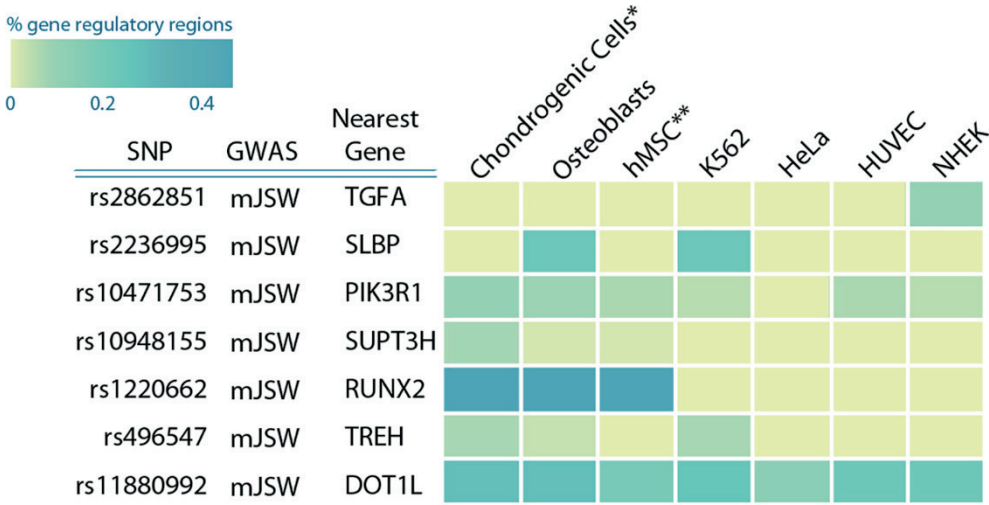 % gene regulatory regions
0 0.2 0.4
SNP GWAS Nearest Gene
Chondrogenic Cells* Osteoblasts hMSC** K562 HeLa HUVEC NHEK
rs2862851 mJSW TGFA
rs2236995 mJSW SLBP
rs10471753 mJSW PIK3R1
rs10948155 mJSW SUPT3H
rs1220662 mJSW RUNX2
rs496547 mJSW TREH
rs11880992 mJSW DOT1L